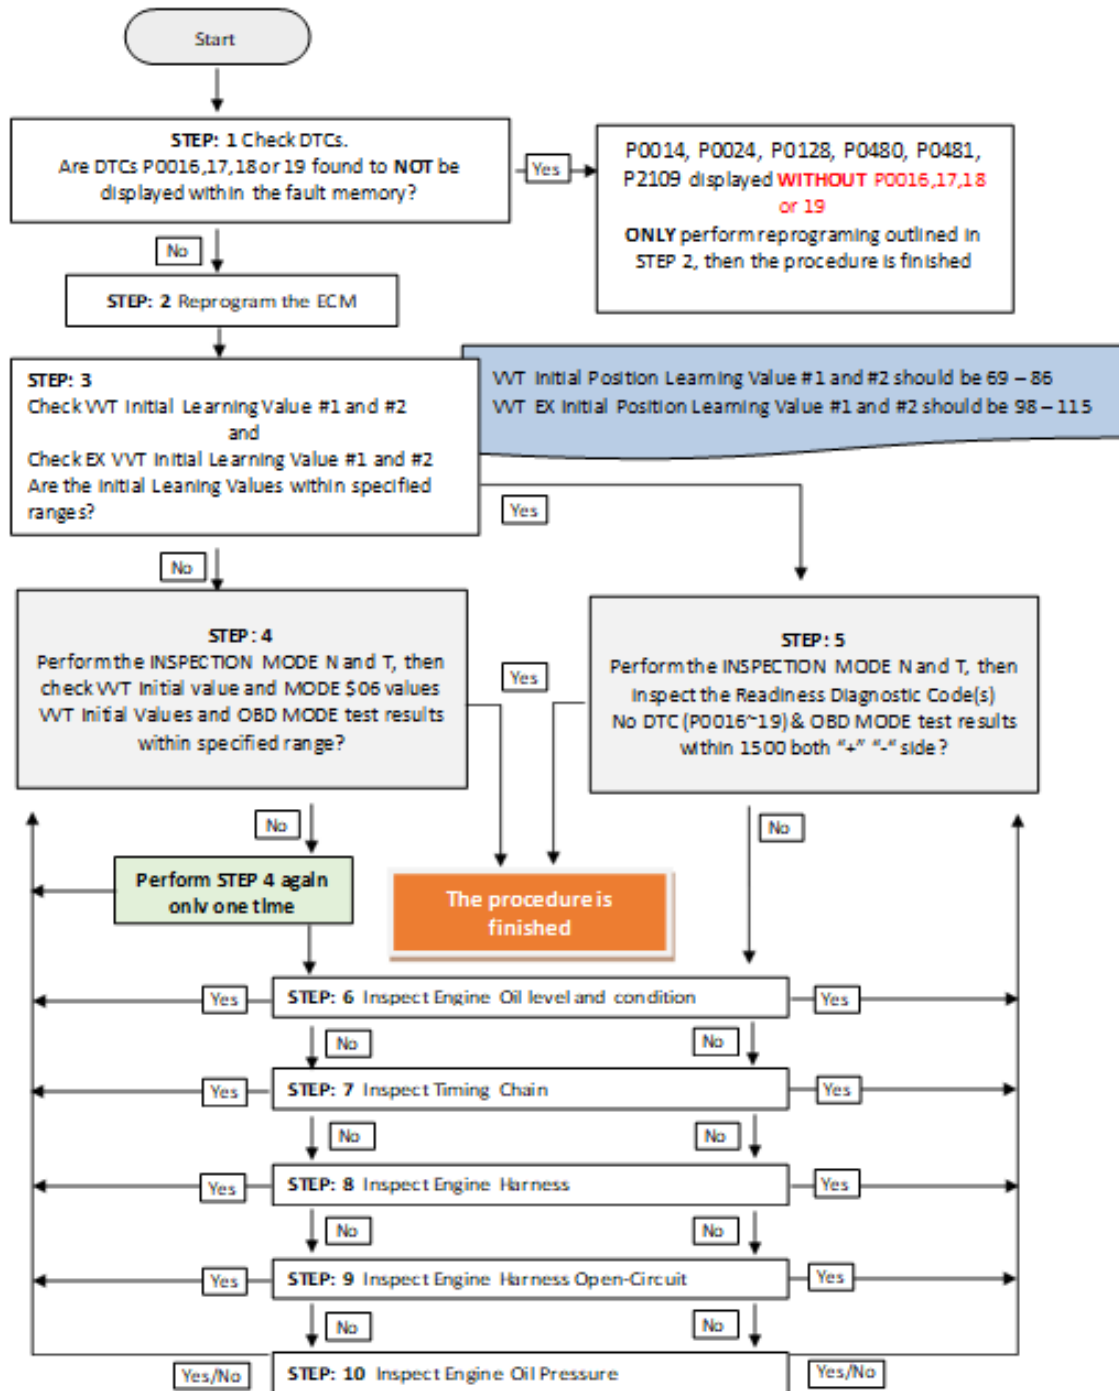 Start
STEP: 1 Check DTCs.
Are DTCs P0016,17,18 or 19 found to NOT be
displayed within the fault memory?
Yes
P0014, P0024, P0128, P0480, P0481,
P2109 displayed WITHOUT P0016,17,18
or 19
ONLY perform reprograming outlined in
STEP 2, then the procedure is finished
No
STEP: 2 Reprogram the ECM
STEP: 3
Check VVT Initial Learning Value #1 and #2
and
Check EX VVT Initial Learning Value #1 and #2
Are the Initial Leaning Values within specified
ranges?
VVT Initial Position Learning Value #1 and #2 should be 69 – 86
VVT EX Initial Position Learning Value #1 and #2 should be 98 – 115
Yes
No
STEP: 4
Perform the INSPECTION MODE N and T, then
check VVT Initial value and MODE $06 values
VVT Initial Values and OBD MODE test results
within specified range?
Yes
STEP: 5
Perform the INSPECTION MODE N and T, then
Inspect the Readiness Diagnostic Code(s)
No DTC (P0016~19) & OBD MODE test results
within 1500 both "+" "-" side?
No
No
Perform STEP 4 again
only one time
The procedure is
finished
Yes
STEP: 6 Inspect Engine Oil level and condition
Yes
No
No
Yes
STEP: 7 Inspect Timing Chain
Yes
No
No
Yes
STEP: 8 Inspect Engine Harness
Yes
No
No
Yes
STEP: 9 Inspect Engine Harness Open-Circuit
Yes
No
No
Yes/No
STEP: 10 Inspect Engine Oil Pressure
Yes/No